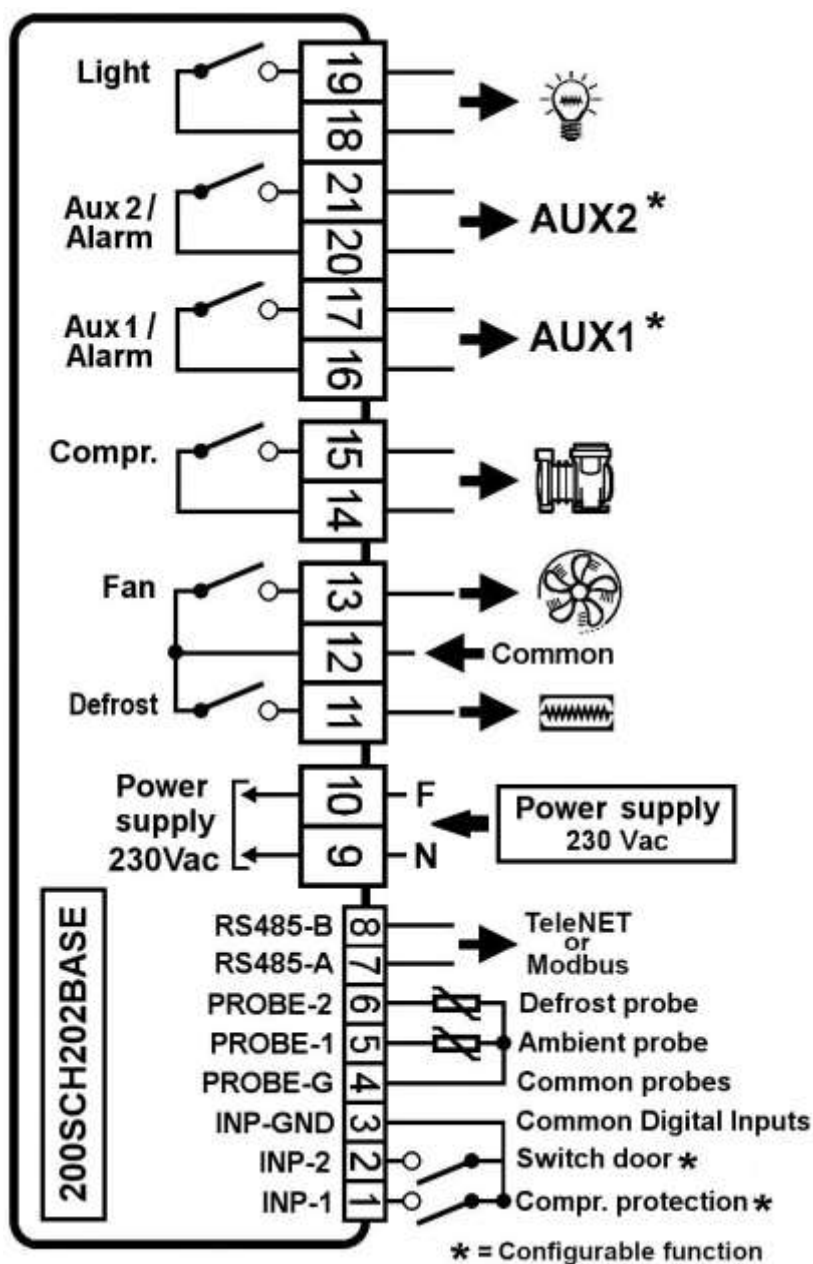 Light
19
18
Aux 2 /
Alarm
21
20
AUX2 *
Aux 1 /
Alarm
17
16
AUX1 *
Compr.
15
14
Fan
13
12
Common
Defrost
11
Power
supply
230Vac
10
F
9
N
Power supply
230 Vac
200SCH202BASE
RS485-B 8
RS485-A 7
TeleNET
or
Modbus
PROBE-2 6 Defrost probe
PROBE-1 5 Ambient probe
PROBE-G 4 Common probes
INP-GND 3 Common Digital Inputs
INP-2 2 Switch door *
INP-1 1 Compr. protection *
* = Configurable function